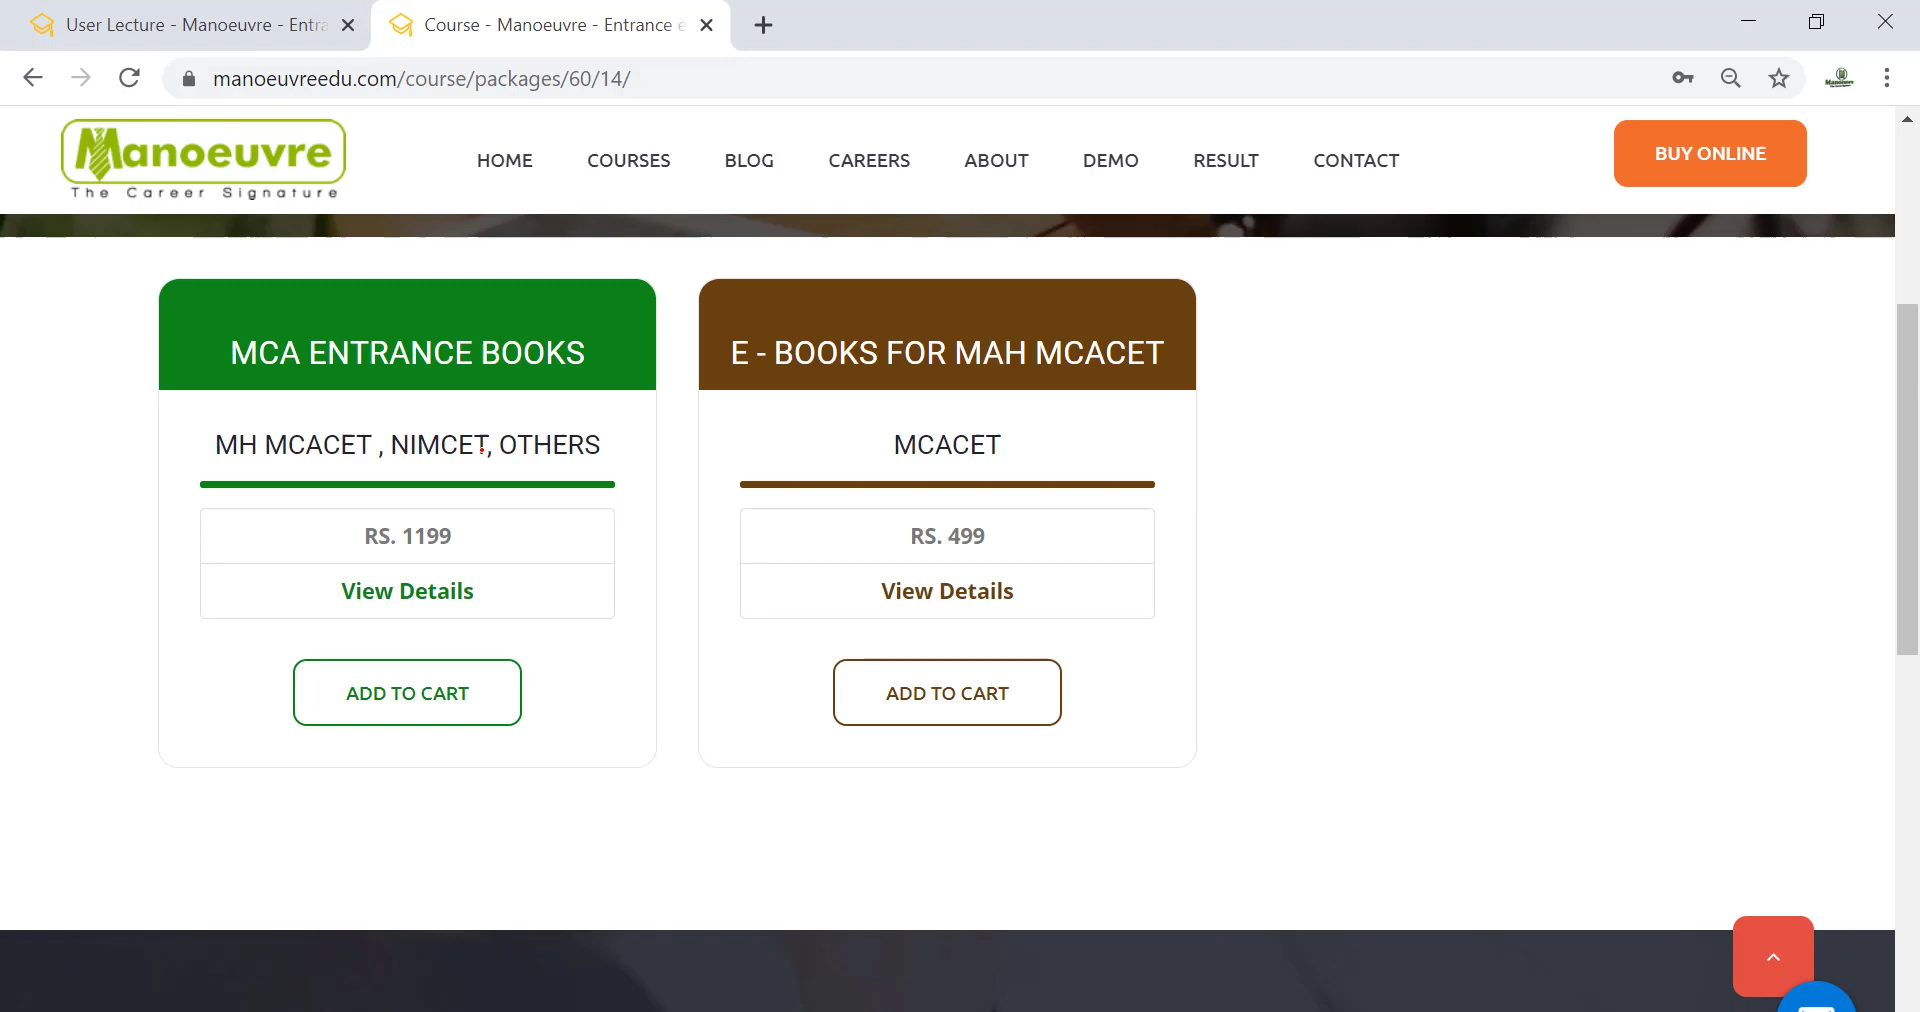 User Lecture - Manoeuvre - Entra
Course - Manoeuvre - Entrance e
manoeuvreedu.com/course/packages/60/14/
Manoeuvre
The Career Signature
HOME
COURSES
BLOG
CAREERS
ABOUT
DEMO
RESULT
CONTACT
BUY ONLINE
MCA ENTRANCE BOOKS
MH MCACET , NIMCET, OTHERS
RS. 1199
View Details
ADD TO CART
E - BOOKS FOR MAH MCACET
MCACET
RS. 499
View Details
ADD TO CART